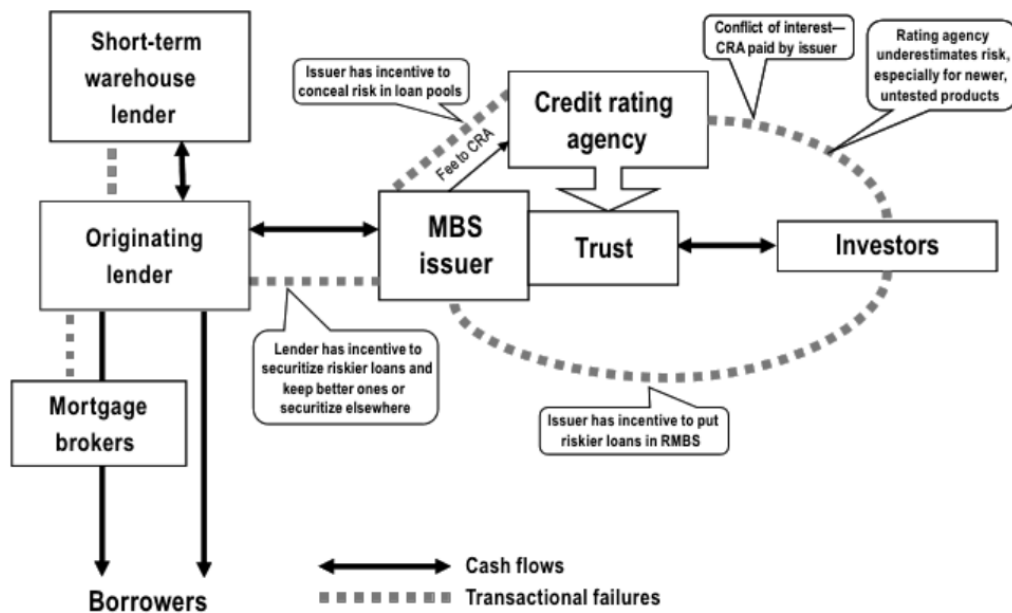 Short-term
warehouse
lender
Issuer has incentive to
conceal risk in loan pools
Conflict of interest—
CRA paid by issuer
Rating agency
underestimates risk,
especially for newer,
untested products
Credit rating
agency
Fee to CRA
Originating
lender
MBS
issuer
Trust
Investors
Lender has incentive to
securitize riskier loans and
keep better ones or
securitize elsewhere
Mortgage
brokers
Issuer has incentive to put
riskier loans in RMBS
Borrowers
Cash flows
Transactional failures